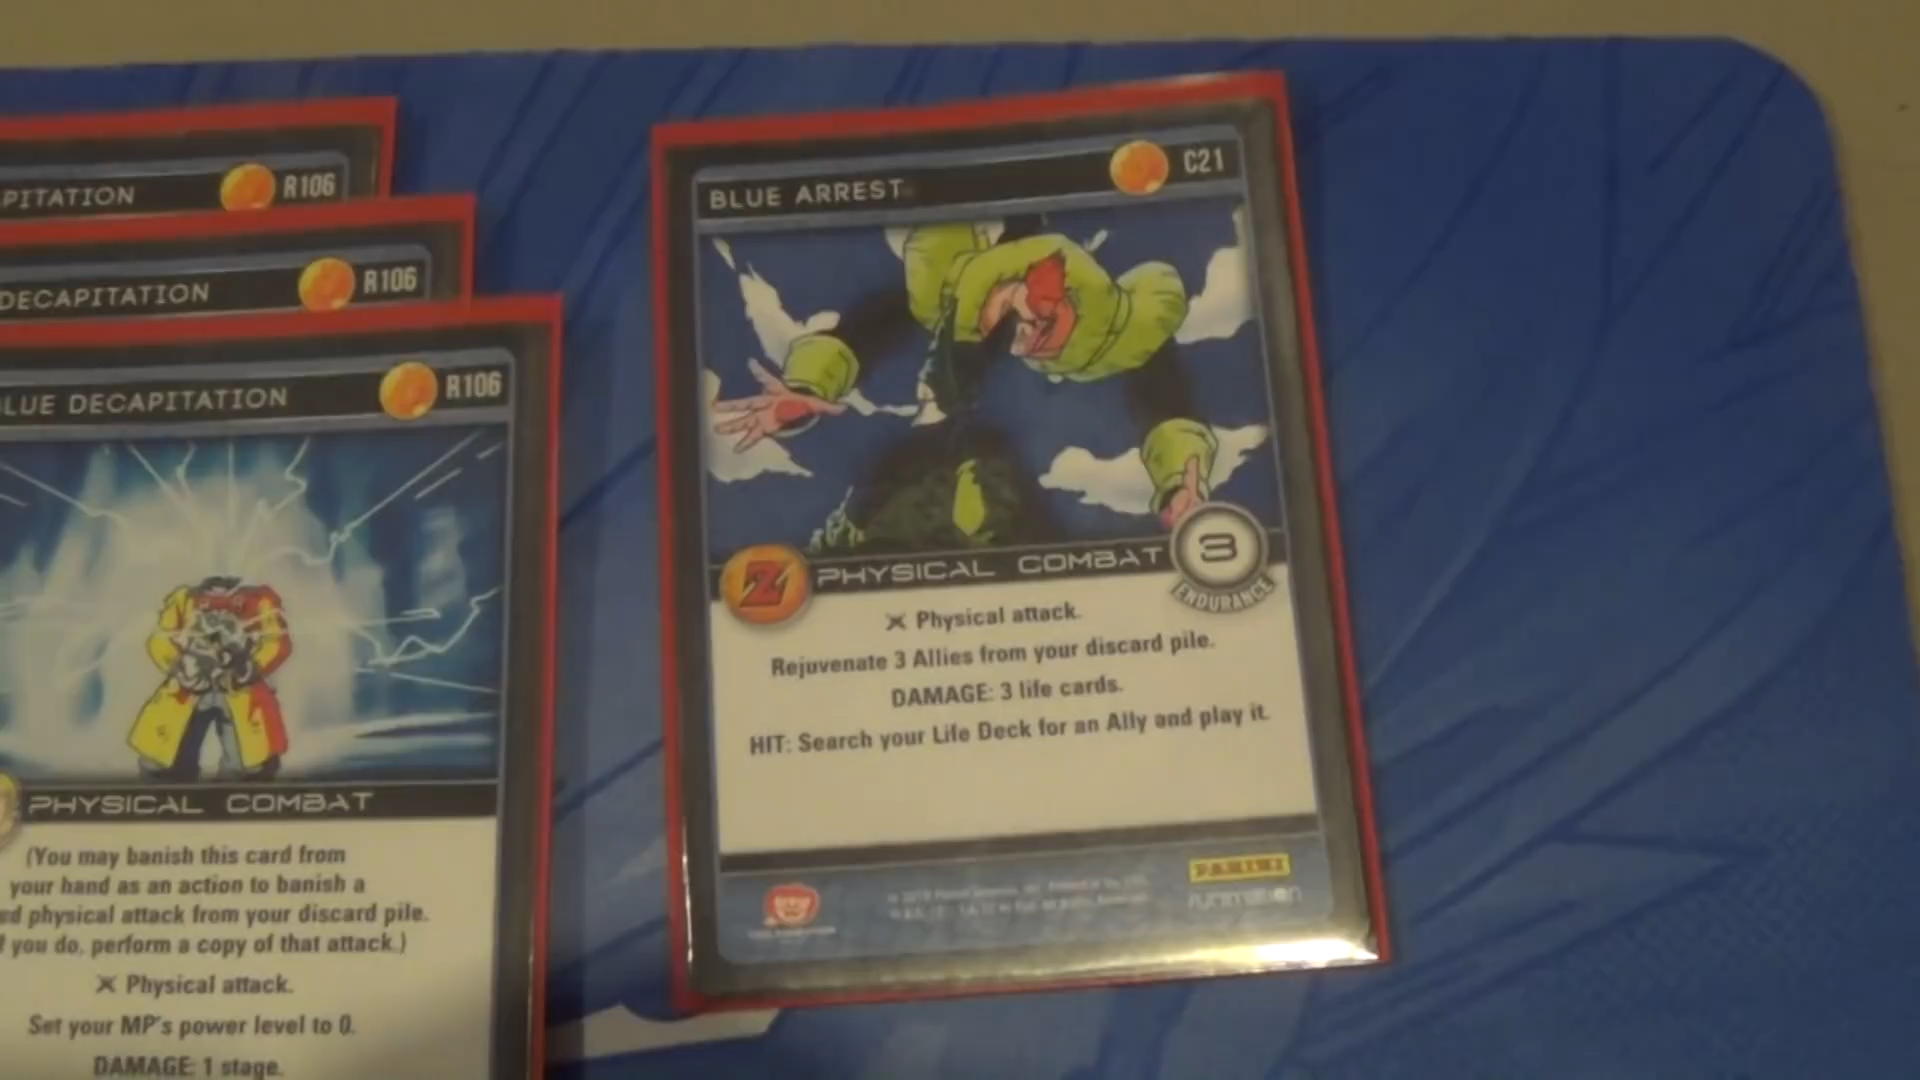 PITATION R106
DECAPITATION R106
LUE DECAPITATION R106
PHYSICAL COMBAT
(You may banish this card from
your hand as an action to banish a
ed physical attack from your discard pile.
f you do, perform a copy of that attack.)
Physical attack.
Set your MP's power level to 0.
DAMAGE: 1 stage.
BLUE ARREST C21
Z PHYSICAL COMBAT 3
ENDURANCE
Physical attack.
Rejuvenate 3 Allies from your discard pile.
DAMAGE: 3 life cards.
HIT: Search your Life Deck for an Ally and play it.
PANINI
FUNIMATION